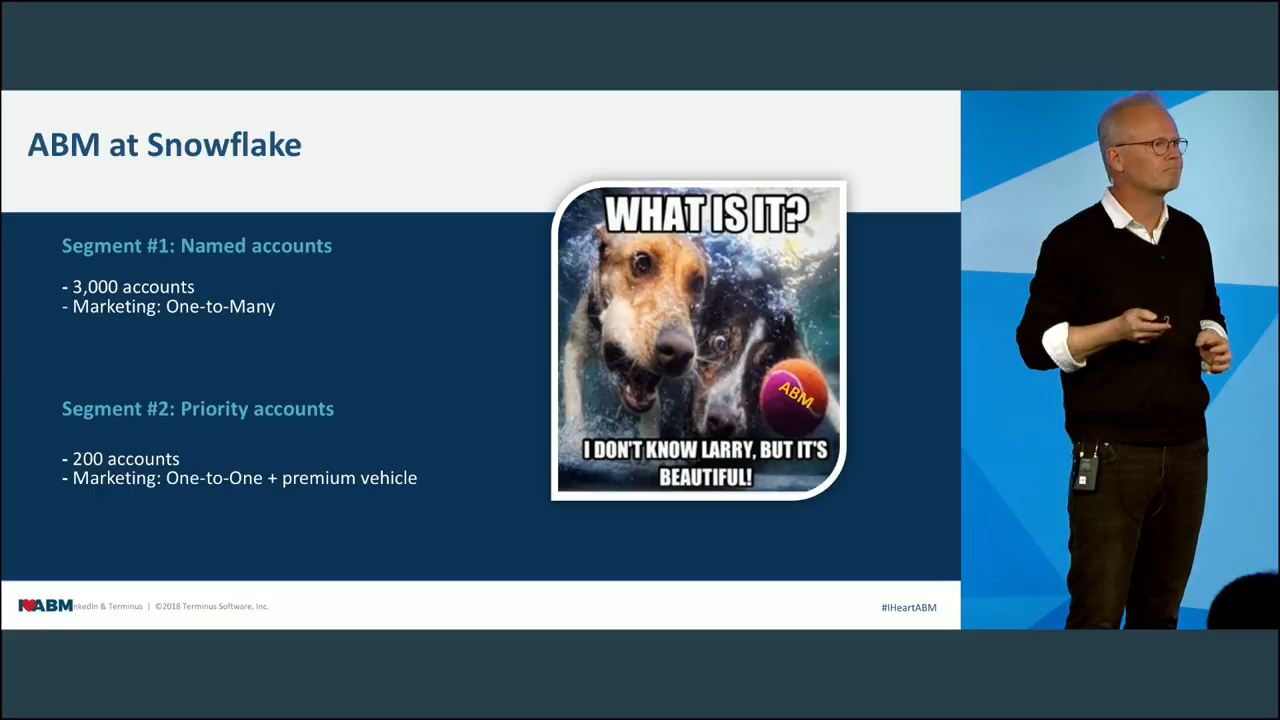 ABM at Snowflake
Segment #1: Named accounts
- 3,000 accounts
- Marketing: One-to-Many
Segment #2: Priority accounts
- 200 accounts
- Marketing: One-to-One + premium vehicle
WHAT IS IT?
ABM
I DON'T KNOW LARRY, BUT IT'S
BEAUTIFUL!
I ABM
& Terminus | ©2018 Terminus Software, Inc.
#IHeartABM